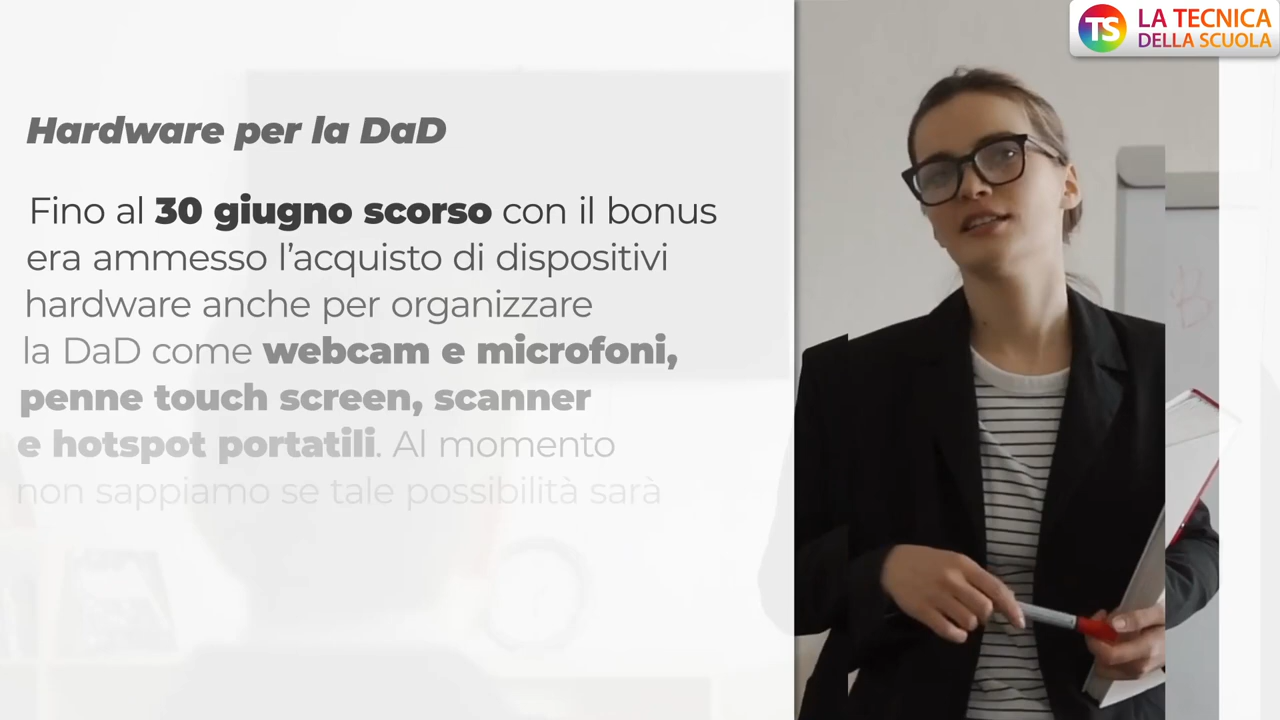 TS LA TECNICA
DELLA SCUOLA
Hardware per la DaD
Fino al 30 giugno scorso con il bonus
era ammesso l’acquisto di dispositivi
hardware anche per organizzare
la DaD come webcam e microfoni,
penne touch screen, scanner
e hotspot portatili. Al momento
non sappiamo se tale possibilità sarà